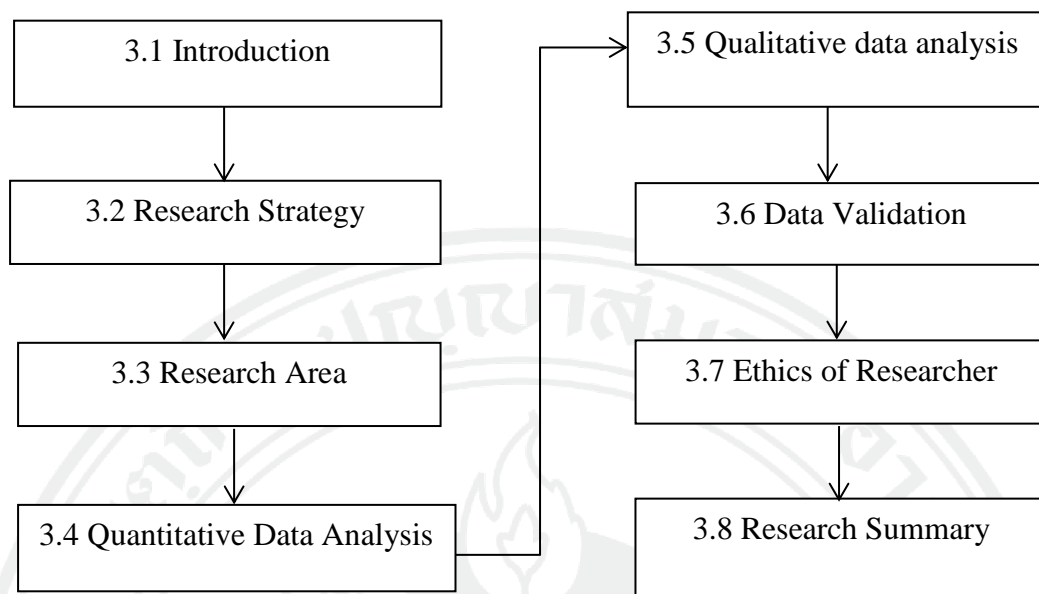 3.1 Introduction
3.2 Research Strategy
3.3 Research Area
3.4 Quantitative Data Analysis
3.5 Qualitative data analysis
3.6 Data Validation
3.7 Ethics of Researcher
3.8 Research Summary